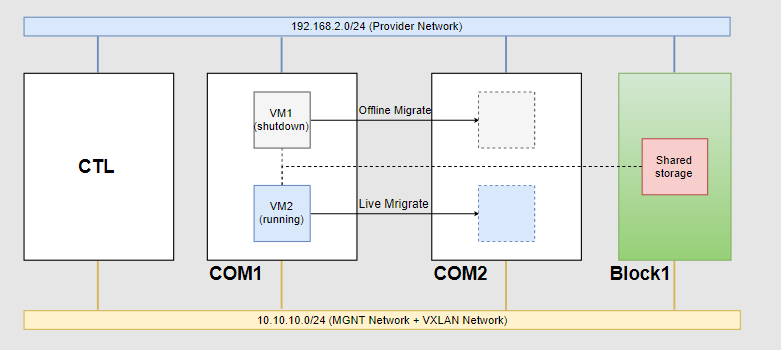 192.168.2.0/24 (Provider Network)
VM1
(shutdown)
Offline Migrate
CTL
Shared
storage
VM2
(running)
Live Mrigrate
COM1
COM2
Block1
10.10.10.0/24 (MGNT Network + VXLAN Network)